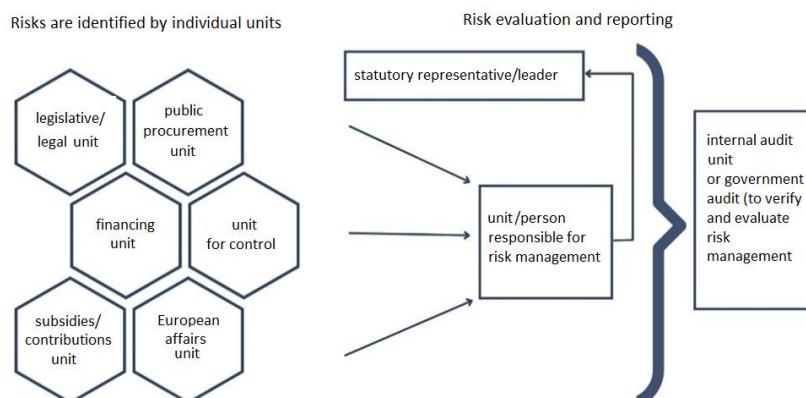 Risks are identified by individual units
Risk evaluation and reporting
legislative/
legal unit
public
procurement
unit
financing
unit
unit
for control
subsidies/
contributions
unit
European
affairs
unit
statutory representative/leader
unit/person
responsible for
risk management
internal audit
unit
or government
audit (to verify
and evaluate
risk
management